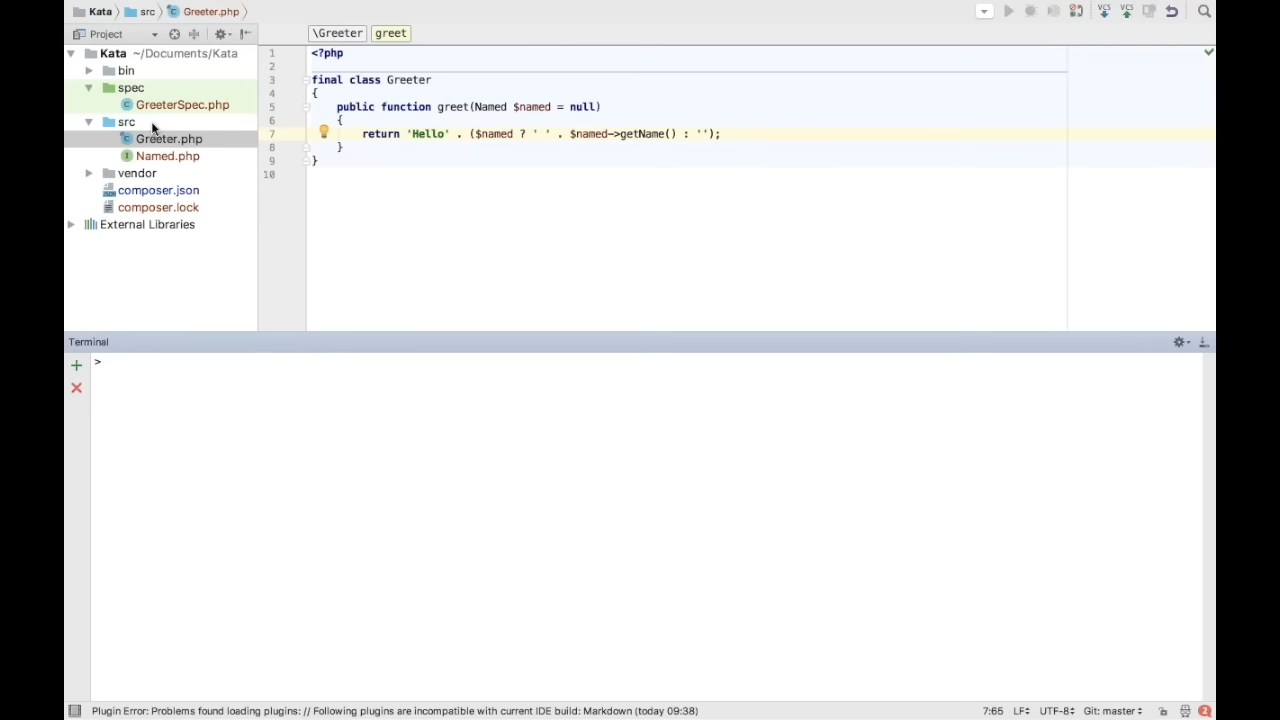 Kata src Greeter.php
Project
\Greeter greet
Kata ~/Documents/Kata
bin
spec
GreeterSpec.php
src
Greeter.php
Named.php
vendor
composer.json
composer.lock
External Libraries
1 <?php
2
3 final class Greeter
4 {
5 public function greet(Named $named = null)
6 {
7 return 'Hello' . ($named ? ' ' . $named->getName() : '');
8 }
9 }
10
VCS VCS
Terminal
>
Plugin Error: Problems found loading plugins: // Following plugins are incompatible with current IDE build: Markdown (today 09:38) 7:65 LF UTF-8 Git: master 2